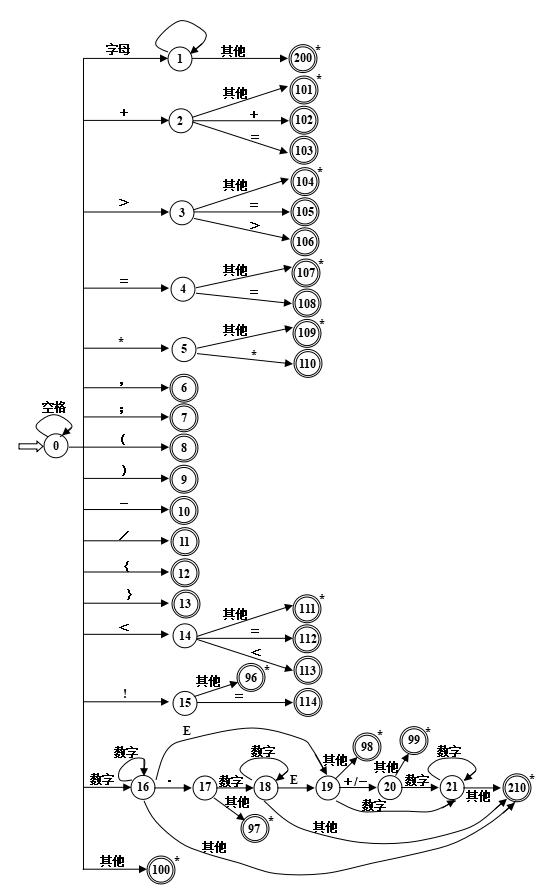 字母 1 其他 200 *
其他 101 *
+ 2 + 102
= 103
其他 104 *
> 3 = 105
> 106
其他 107 *
= 4 = 108
其他 109 *
* 5 * 110
, 6
; 7
空格 0 ( 8
) 9
− 10
/ 11
{ 12
} 13
其他 111 *
< 14 = 112
< 113
其他 96 *
! 15 = 114
E
数字 数字 其他 98 * 其他 99 * 数字
数字 16 . 17 数字 18 E 19 +/− 20 数字 21 其他 210 *
其他 97 * 数字
其他 其他
其他 100 *